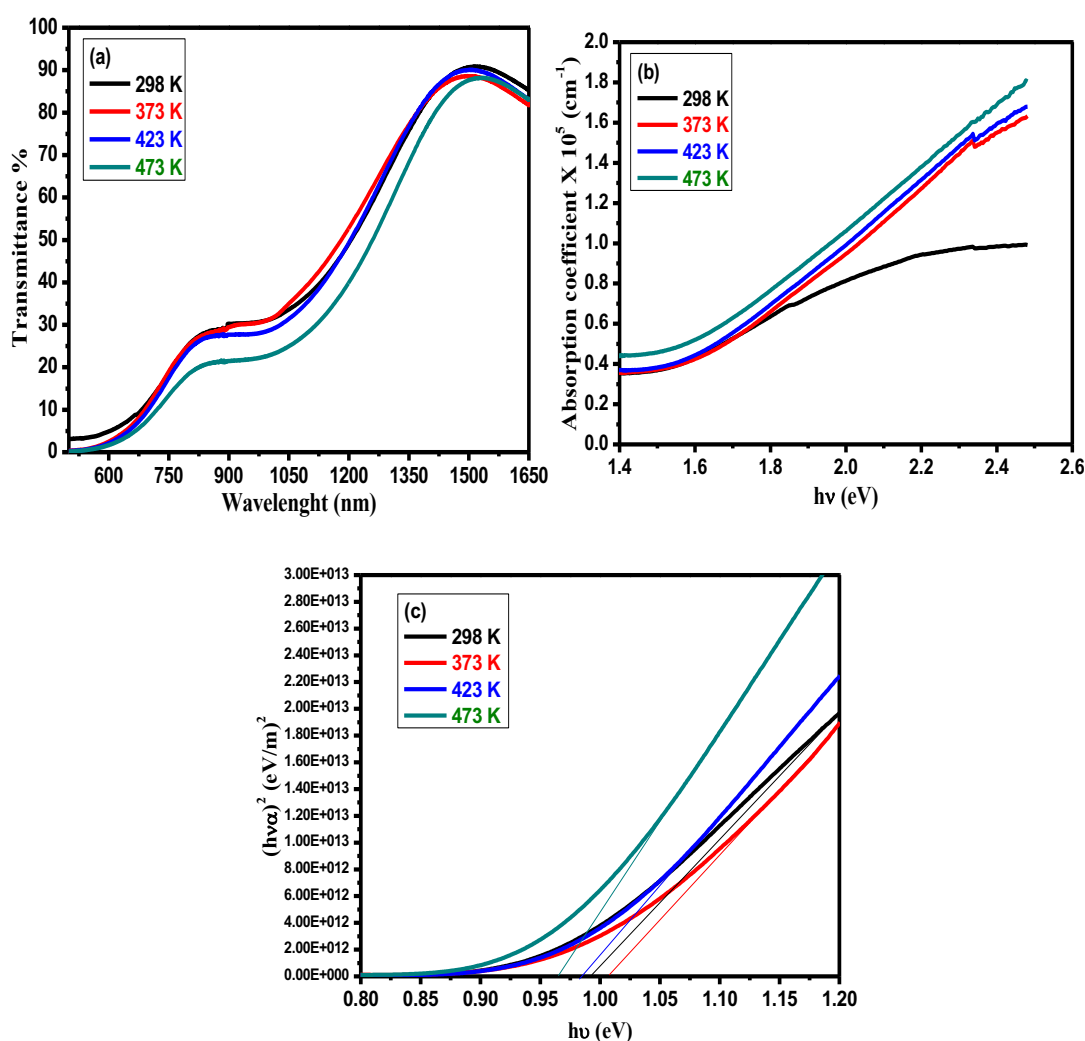 (a)
298 K
373 K
423 K
473 K
Transmittance %
100
90
80
70
60
50
40
30
20
10
0
600 750 900 1050 1200 1350 1500 1650
Wavelenght (nm)
(b)
298 K
373 K
423 K
473 K
Absorption coefficient X 10⁵ (cm⁻¹)
2.0
1.8
1.6
1.4
1.2
1.0
0.8
0.6
0.4
0.2
0.0
1.4 1.6 1.8 2.0 2.2 2.4 2.6
hν (eV)
(c)
298 K
373 K
423 K
473 K
(hνα)² (eV/m)²
3.00E+013
2.80E+013
2.60E+013
2.40E+013
2.20E+013
2.00E+013
1.80E+013
1.60E+013
1.40E+013
1.20E+013
1.00E+013
8.00E+012
6.00E+012
4.00E+012
2.00E+012
0.00E+000
0.80 0.85 0.90 0.95 1.00 1.05 1.10 1.15 1.20
hυ (eV)